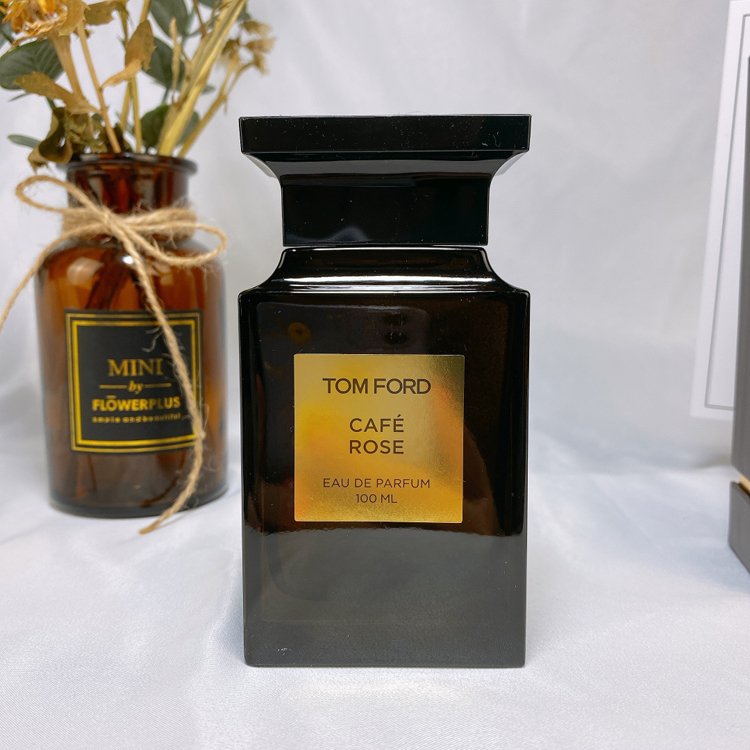 MINI
by
FLOWERPLUS
TOM FORD
CAFÉ
ROSE
EAU DE PARFUM
100 ML